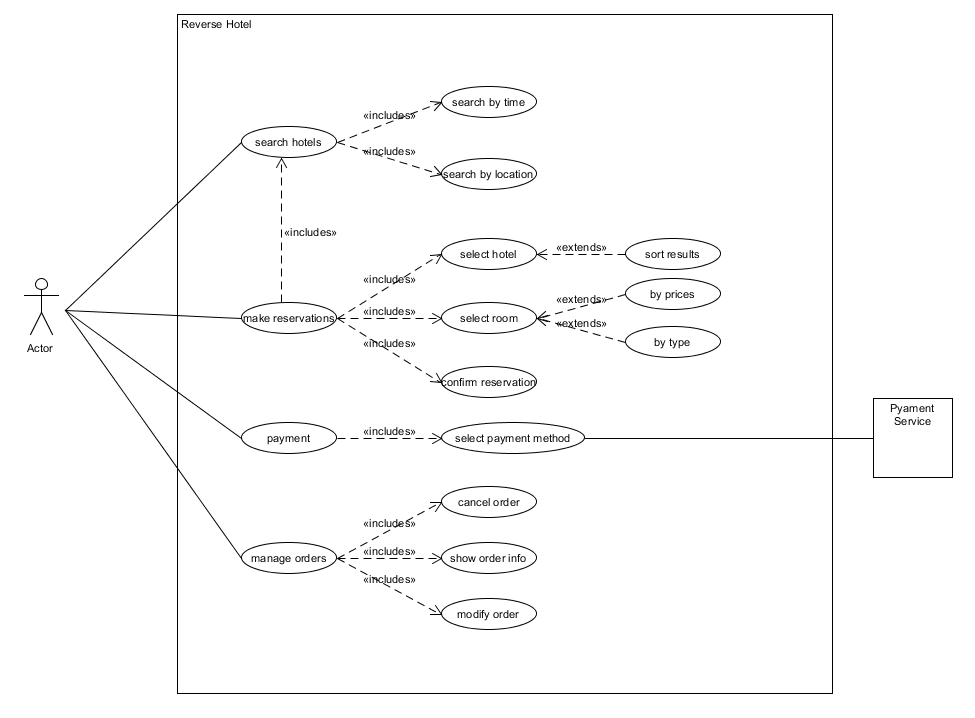 Reverse Hotel
search by time
«includes»
search hotels
«includes»
search by location
«includes»
select hotel
«extends»
sort results
«includes»
by prices
«extends»
make reservations
«includes»
select room
«extends»
by type
«includes»
confirm reservation
Actor
Pyament
Service
payment
«includes»
select payment method
cancel order
«includes»
manage orders
«includes»
show order info
«includes»
modify order